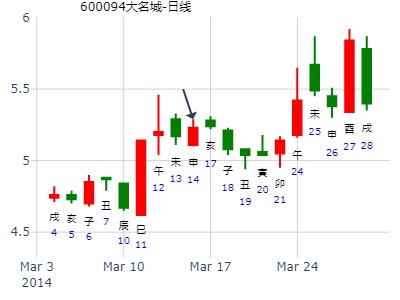 600094大名城-日线
6
5.5
5
4.5
戌 4
亥 5
子 6
丑 7
辰 10
巳 11
午 12
未 13
申 14
亥 17
子 18
丑 19
寅 20
卯 21
午 24
未 25
申 26
酉 27
戌 28
Mar 3 Mar 10 Mar 17 Mar 24
2014